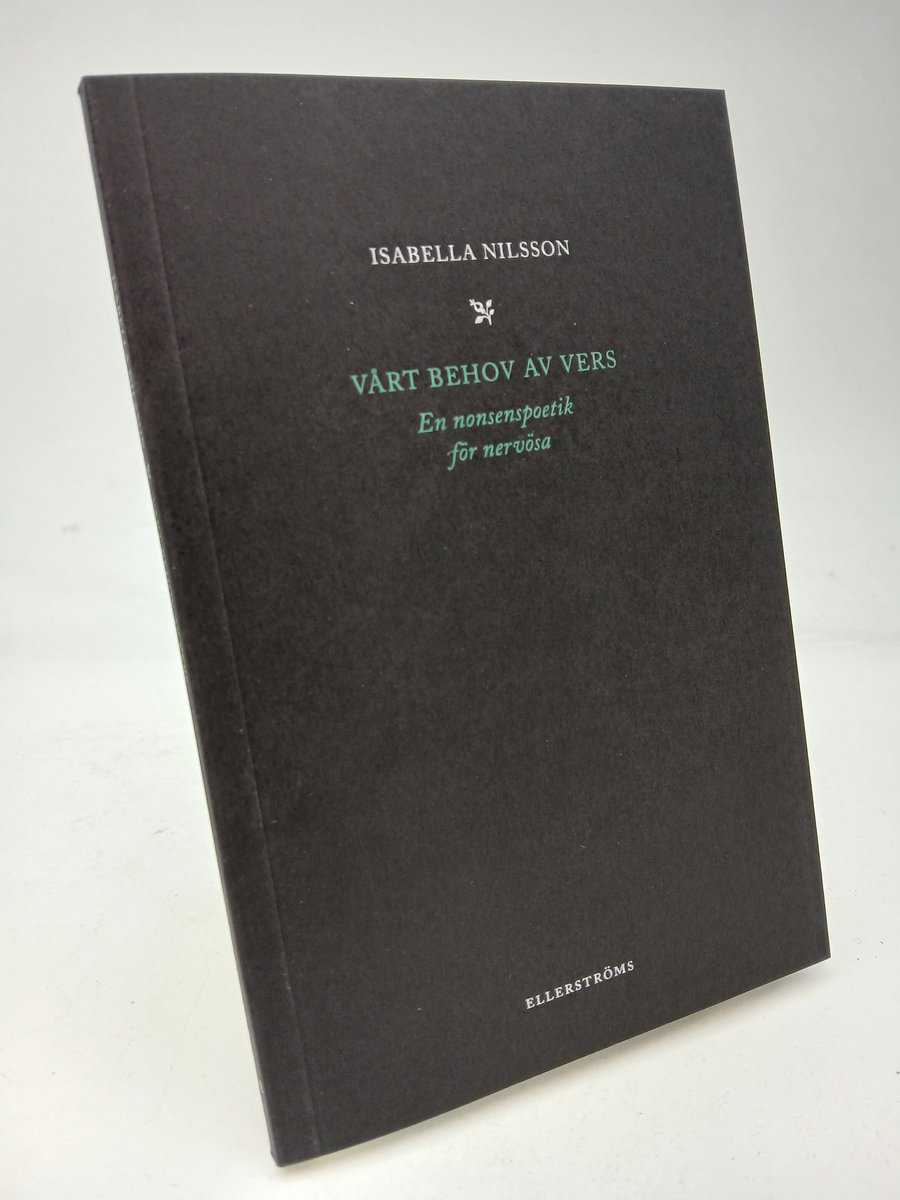 ISABELLA NILSSON
VÅRT BEHOV AV VERS
En nonsenspoetik
för nervösa
ELLERSTRÖMS